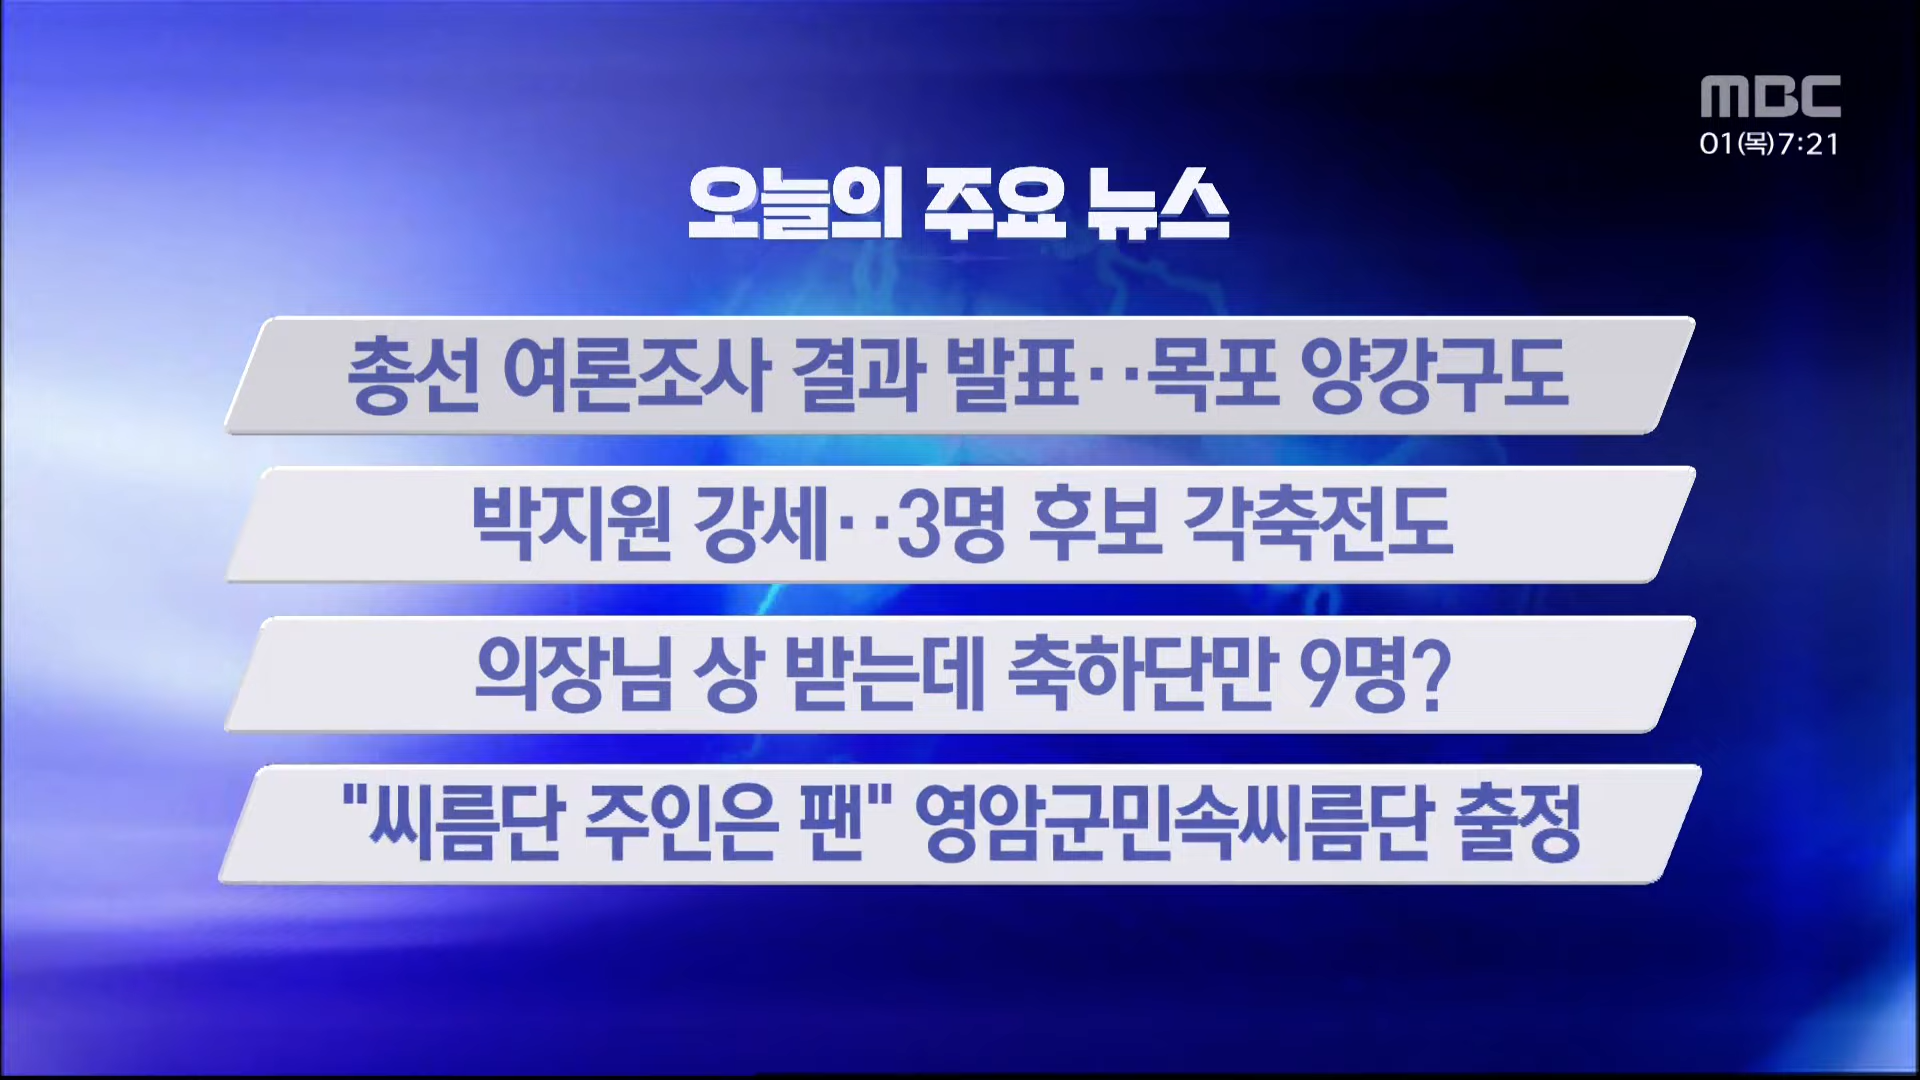 MBC
01(목)7:21
오늘의 주요 뉴스
총선 여론조사 결과 발표··목포 양강구도
박지원 강세··3명 후보 각축전도
의장님 상 받는데 축하단만 9명?
"씨름단 주인은 팬" 영암군민속씨름단 출정